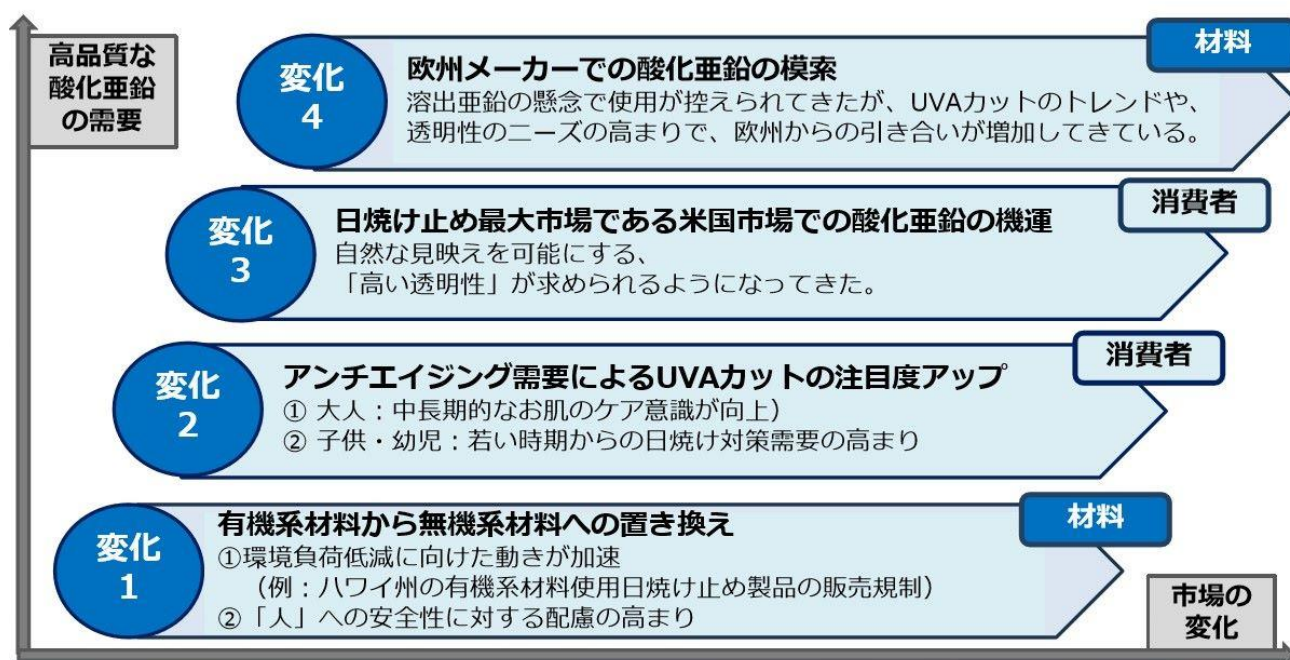 高品質な
酸化亜鉛
の需要
材料
変化
4
欧州メーカーでの酸化亜鉛の模索
溶出亜鉛の懸念で使用が控えられてきたが、UVAカットのトレンドや、
透明性のニーズの高まりで、欧州からの引き合いが増加してきている。
消費者
変化
3
日焼け止め最大市場である米国市場での酸化亜鉛の機運
自然な見映えを可能にする、
「高い透明性」が求められるようになってきた。
消費者
変化
2
アンチエイジング需要によるUVAカットの注目度アップ
① 大人：中長期的なお肌のケア意識が向上）
② 子供・幼児：若い時期からの日焼け対策需要の高まり
材料
変化
1
有機系材料から無機系材料への置き換え
①環境負荷低減に向けた動きが加速
（例：ハワイ州の有機系材料使用日焼け止め製品の販売規制）
②「人」への安全性に対する配慮の高まり
市場の
変化